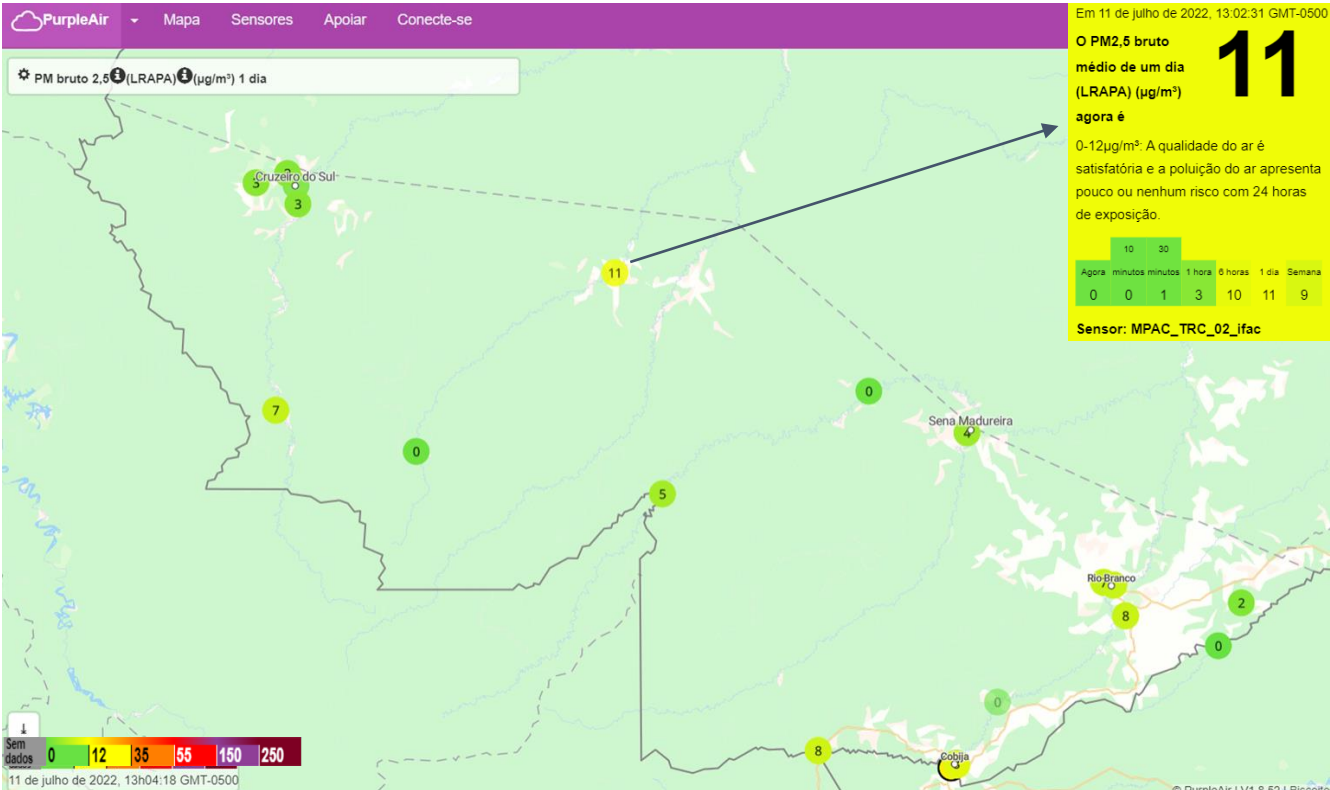 PurpleAir Mapa Sensores Apoiar Conecte-se
PM bruto 2,5 (LRAPA) (µg/m³) 1 dia
Em 11 de julho de 2022, 13:02:31 GMT-0500
O PM2,5 bruto
médio de um dia
(LRAPA) (µg/m³)
agora é
11
0-12µg/m³: A qualidade do ar é
satisfatória e a poluição do ar apresenta
pouco ou nenhum risco com 24 horas
de exposição.
10 30
Agora minutos minutos 1 hora 6 horas 1 dia Semana
0 0 1 3 10 11 9
Sensor: MPAC_TRC_02_ifac
Cruzeiro do Sul
3
3
11
7
0
0
Sena Madureira
4
5
Rio Branco
7
8
2
0
0
8
Cobija
Sem
dados 0 12 35 55 150 250
11 de julho de 2022, 13h04:18 GMT-0500